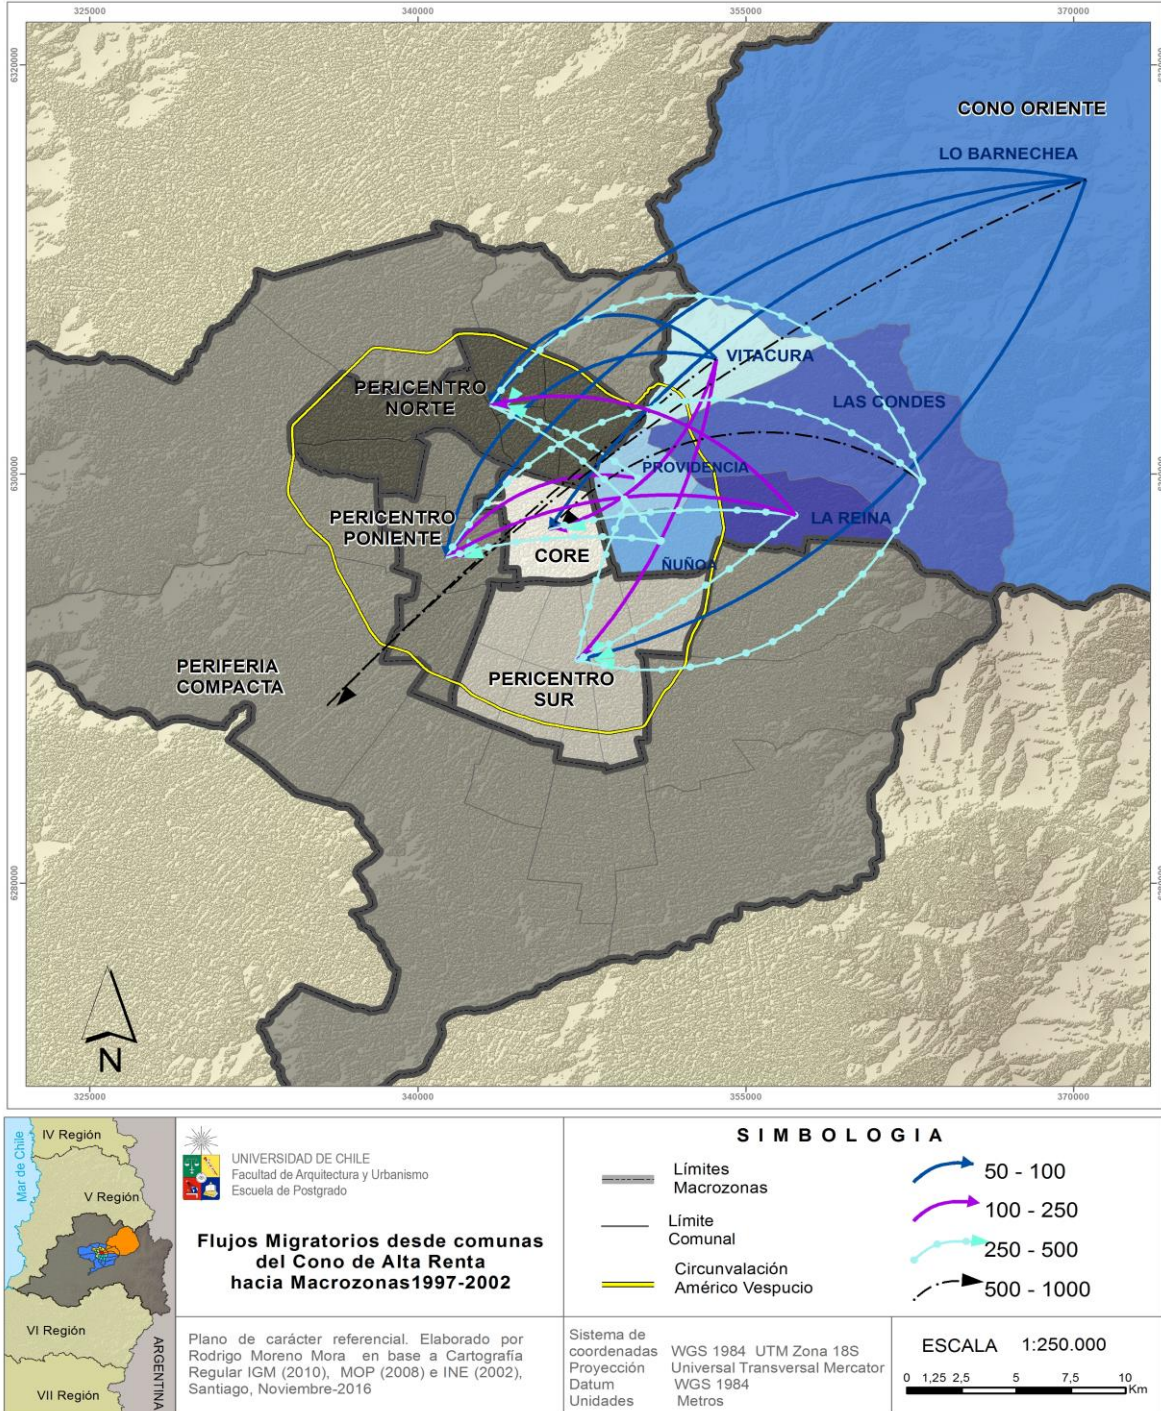 325000
340000
355000
370000
6320000
CONO ORIENTE
LO BARNECHEA
VITACURA
PERICENTRO
NORTE
LAS CONDES
6300000
PROVIDENCIA
PERICENTRO
PONIENTE
LA REINA
CORE
ÑUÑOA
PERIFERIA
COMPACTA
PERICENTRO
SUR
6280000
N
325000
340000
355000
370000
Mar de Chile
IV Región
V Región
VI Región
VII Región
ARGENTINA
UNIVERSIDAD DE CHILE
Facultad de Arquitectura y Urbanismo
Escuela de Postgrado
Flujos Migratorios desde comunas
del Cono de Alta Renta
hacia Macrozonas1997-2002
Plano de carácter referencial. Elaborado por
Rodrigo Moreno Mora en base a Cartografía
Regular IGM (2010), MOP (2008) e INE (2002),
Santiago, Noviembre-2016
SIMBOLOGIA
Límites
Macrozonas
Límite
Comunal
Circunvalación
Américo Vespucio
50 - 100
100 - 250
250 - 500
500 - 1000
Sistema de
coordenadas WGS 1984 UTM Zona 18S
Proyección Universal Transversal Mercator
Datum WGS 1984
Unidades Metros
ESCALA 1:250.000
0 1,25 2,5 5 7,5 10
Km